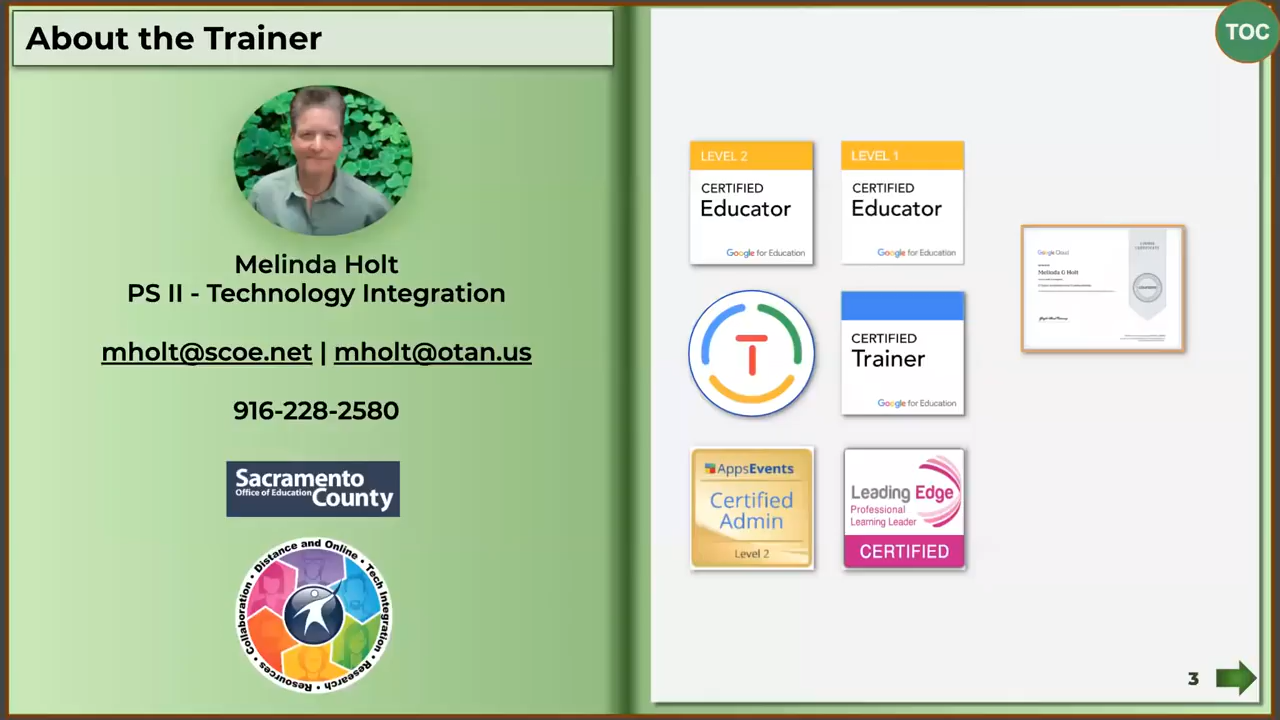 About the Trainer
TOC
Melinda Holt
PS II - Technology Integration
mholt@scoe.net | mholt@otan.us
916-228-2580
Sacramento
Office of Education
County
Distance and Online • Tech Integration • Research • Resources • Collaboration •
LEVEL 2
CERTIFIED
Educator
Google for Education
LEVEL 1
CERTIFIED
Educator
Google for Education
T
CERTIFIED
Trainer
Google for Education
AppsEvents
Certified
Admin
Level 2
Leading Edge
Professional
Learning Leader
CERTIFIED
Google Cloud
Melinda G Holt
3